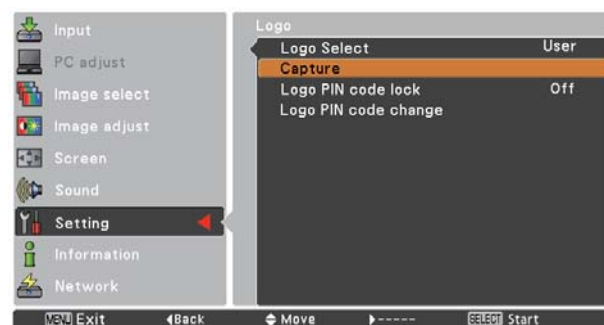 Input
PC adjust
Image select
Image adjust
Screen
Sound
Setting
Information
Network
Logo
Logo Select User
Capture
Logo PIN code lock Off
Logo PIN code change
MENU Exit Back Move ----- SELECT Start